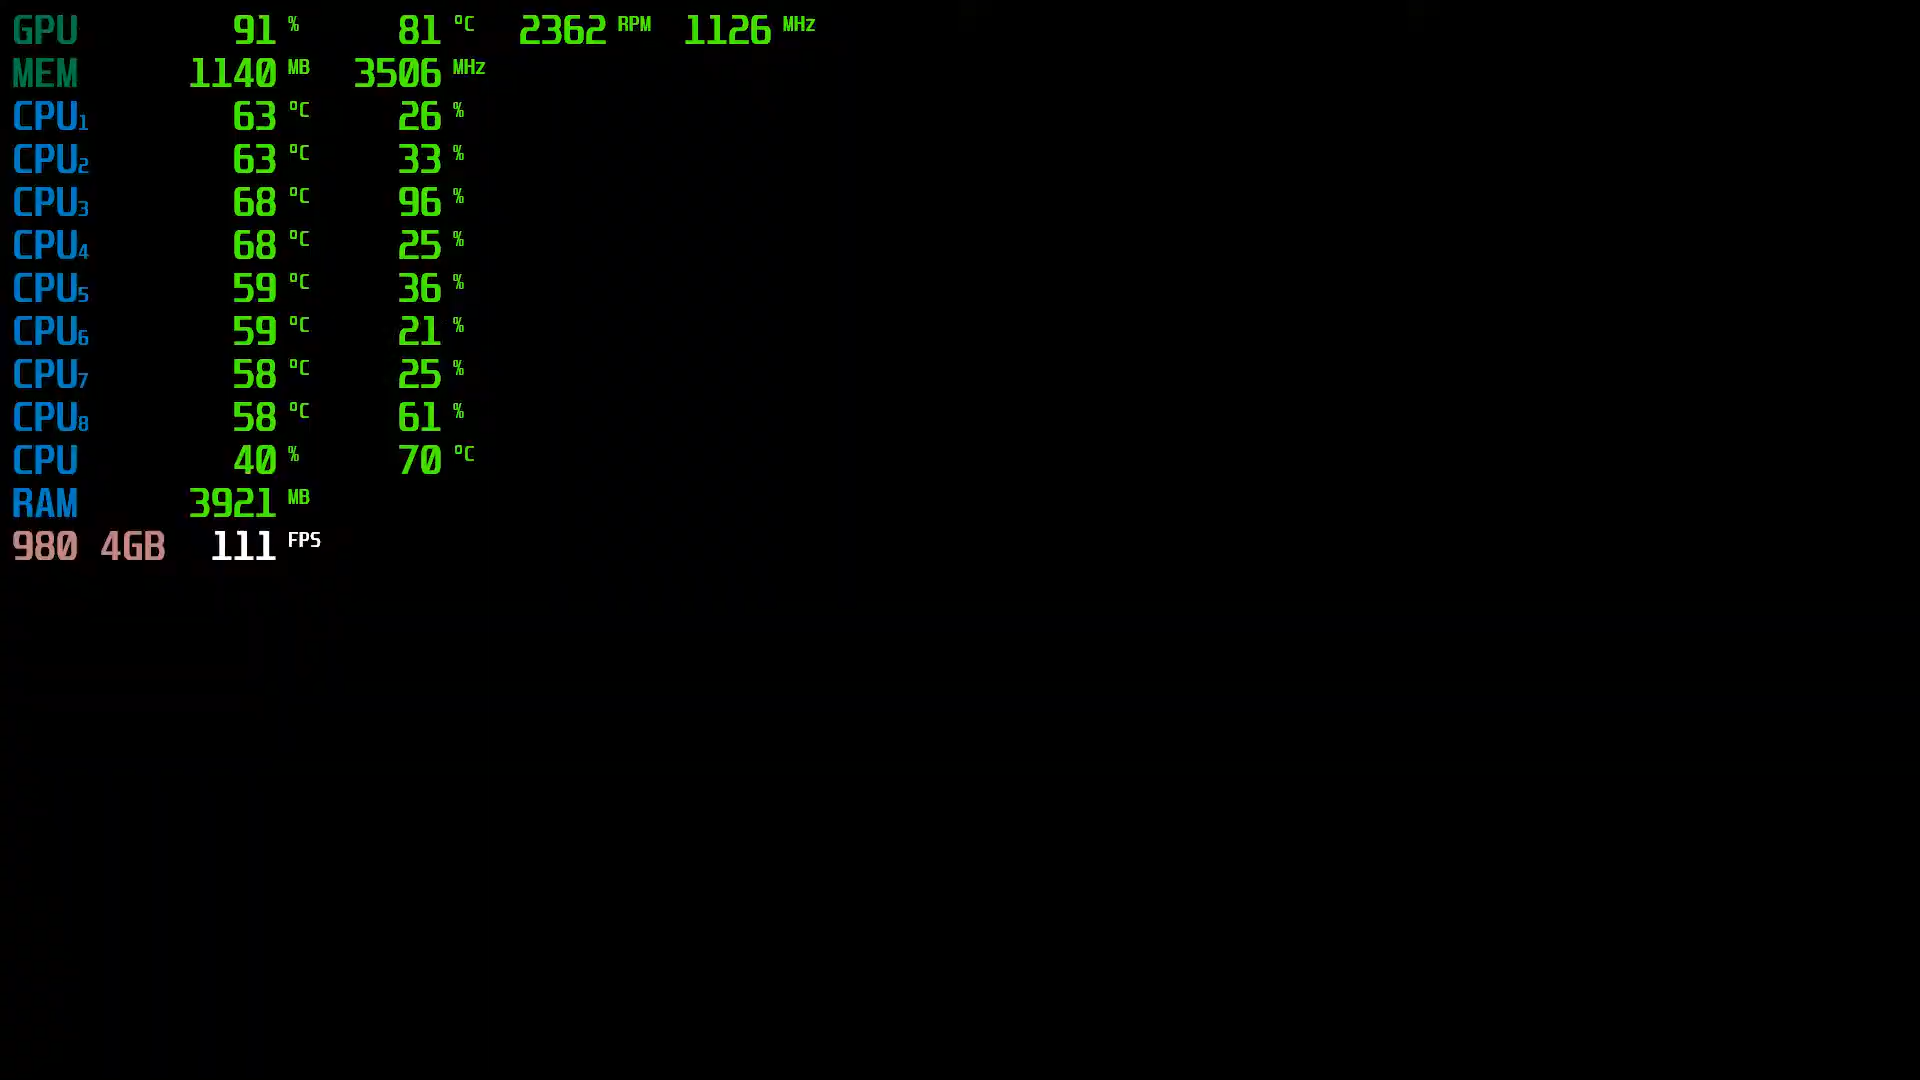 GPU 91 % 81 °C 2362 RPM 1126 MHz
MEM 1140 MB 3506 MHz
CPU1 63 °C 26 %
CPU2 63 °C 33 %
CPU3 68 °C 96 %
CPU4 68 °C 25 %
CPU5 59 °C 36 %
CPU6 59 °C 21 %
CPU7 58 °C 25 %
CPU8 58 °C 61 %
CPU 40 % 70 °C
RAM 3921 MB
980 4GB 111 FPS